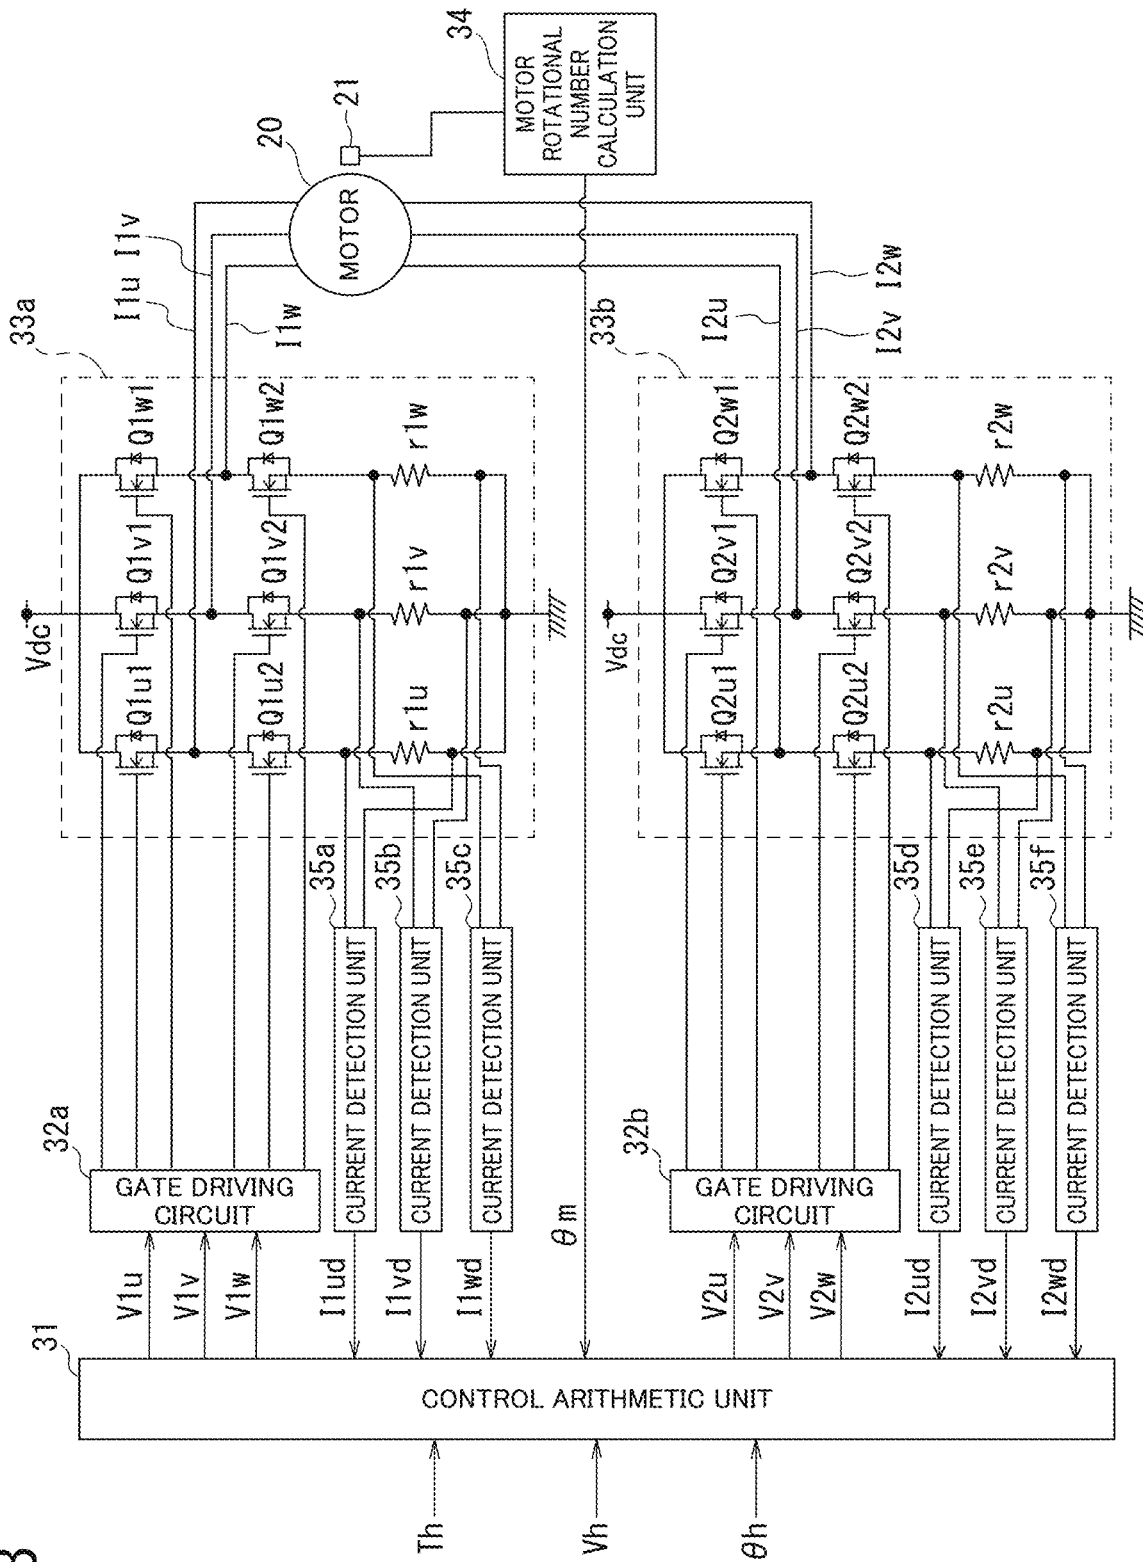 3
Th
Vh
θh
31
CONTROL ARITHMETIC UNIT
V1u
V1v
V1w
I1ud
I1vd
I1wd
θm
V2u
V2v
V2w
I2ud
I2vd
I2wd
32a
GATE DRIVING
CIRCUIT
CURRENT DETECTION UNIT
35a
CURRENT DETECTION UNIT
35b
CURRENT DETECTION UNIT
35c
32b
GATE DRIVING
CIRCUIT
CURRENT DETECTION UNIT
35d
CURRENT DETECTION UNIT
35e
CURRENT DETECTION UNIT
35f
33a
Vdc
Q1u1
Q1v1
Q1w1
Q1u2
Q1v2
Q1w2
r1u
r1v
r1w
33b
Vdc
Q2u1
Q2v1
Q2w1
Q2u2
Q2v2
Q2w2
r2u
r2v
r2w
I1u
I1v
I1w
I2u
I2v
I2w
20
MOTOR
21
34
MOTOR
ROTATIONAL
NUMBER
CALCULATION
UNIT